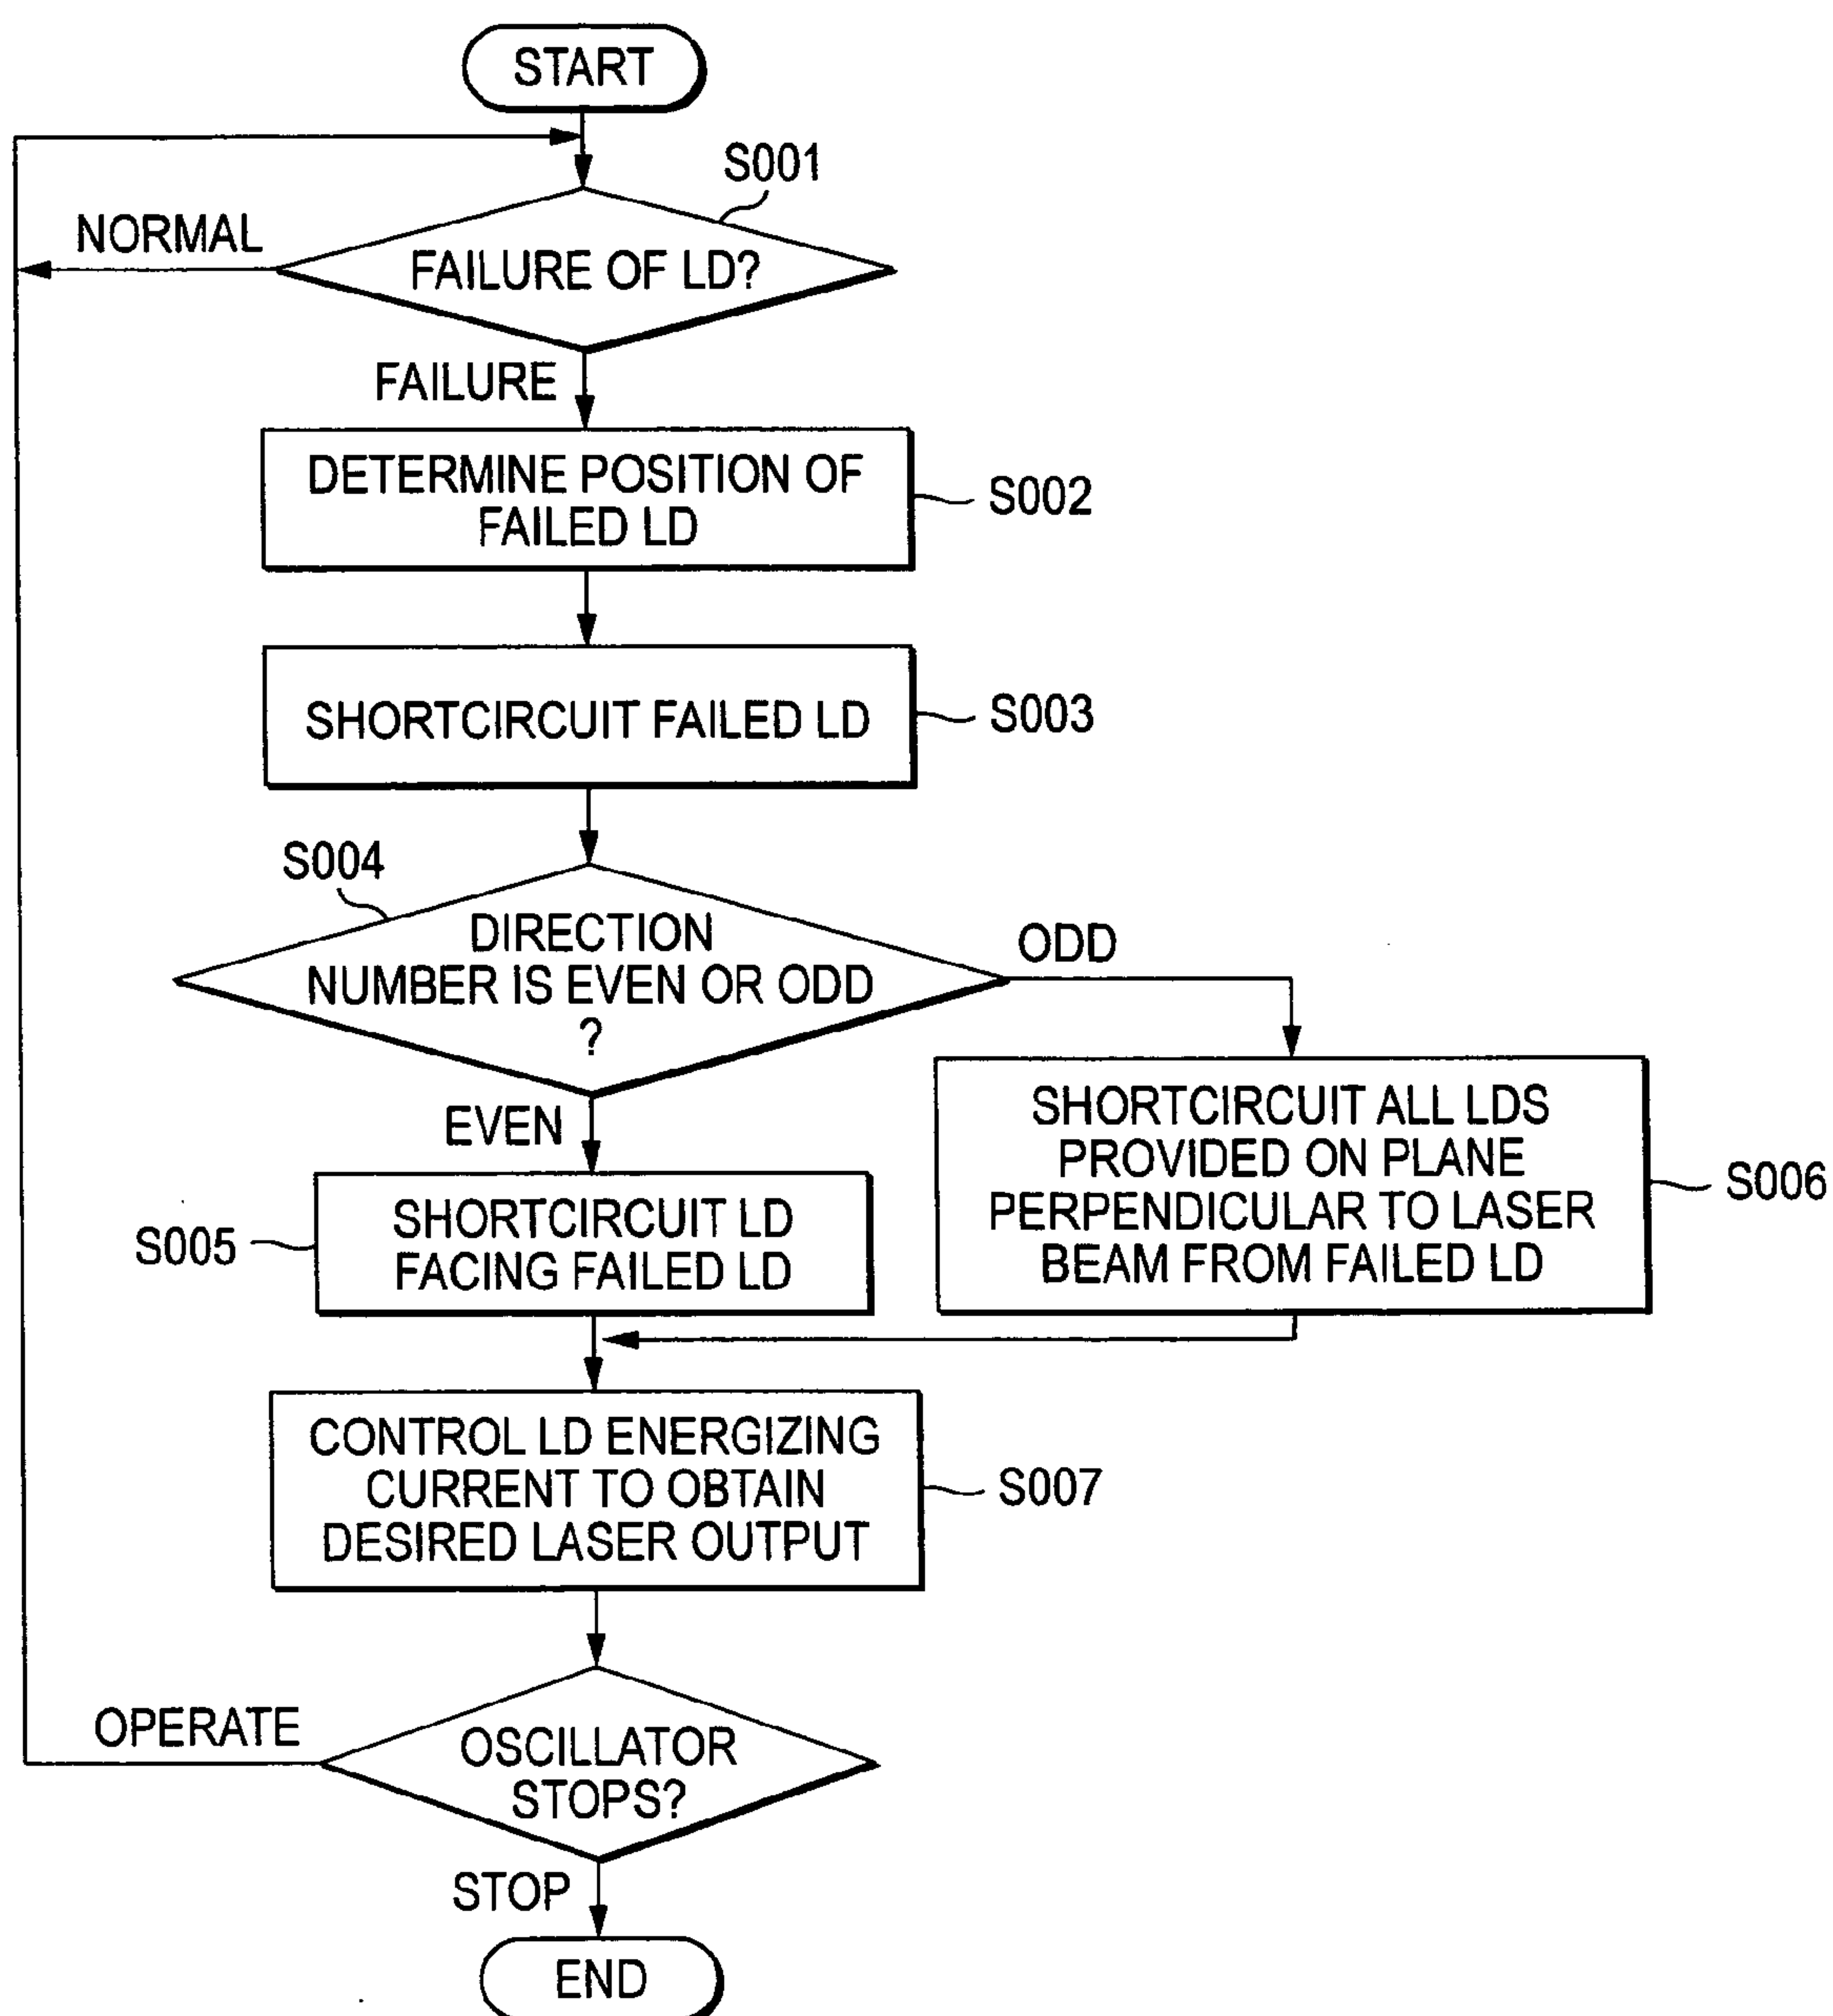 START
S001
NORMAL
FAILURE OF LD?
FAILURE
DETERMINE POSITION OF
FAILED LD
S002
SHORTCIRCUIT FAILED LD
S003
S004
DIRECTION
NUMBER IS EVEN OR ODD
?
ODD
EVEN
SHORTCIRCUIT LD
FACING FAILED LD
S005
SHORTCIRCUIT ALL LDS
PROVIDED ON PLANE
PERPENDICULAR TO LASER
BEAM FROM FAILED LD
S006
CONTROL LD ENERGIZING
CURRENT TO OBTAIN
DESIRED LASER OUTPUT
S007
OPERATE
OSCILLATOR
STOPS?
STOP
END